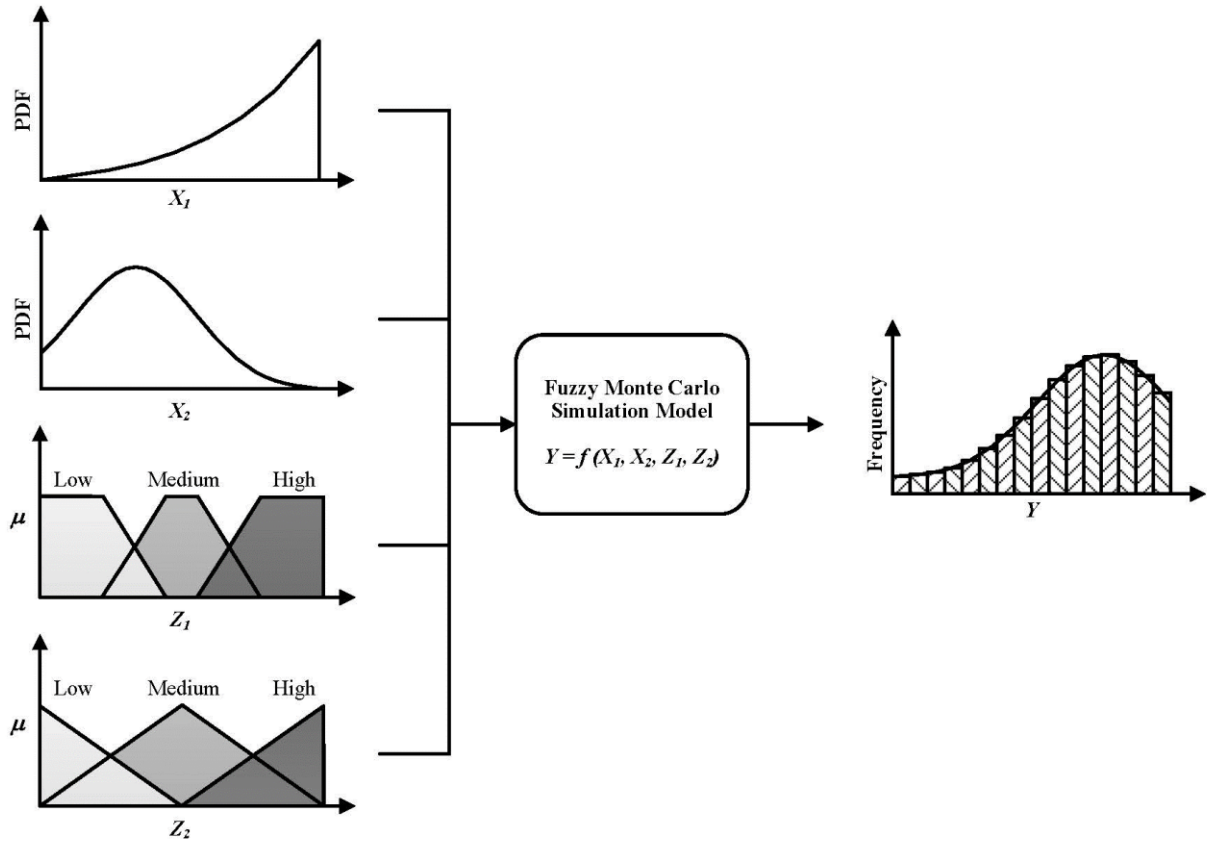 PDF
X1
PDF
X2
Low Medium High
μ
Z1
Low Medium High
μ
Z2
Fuzzy Monte Carlo
Simulation Model
Y = f (X1, X2, Z1, Z2)
Frequency
Y